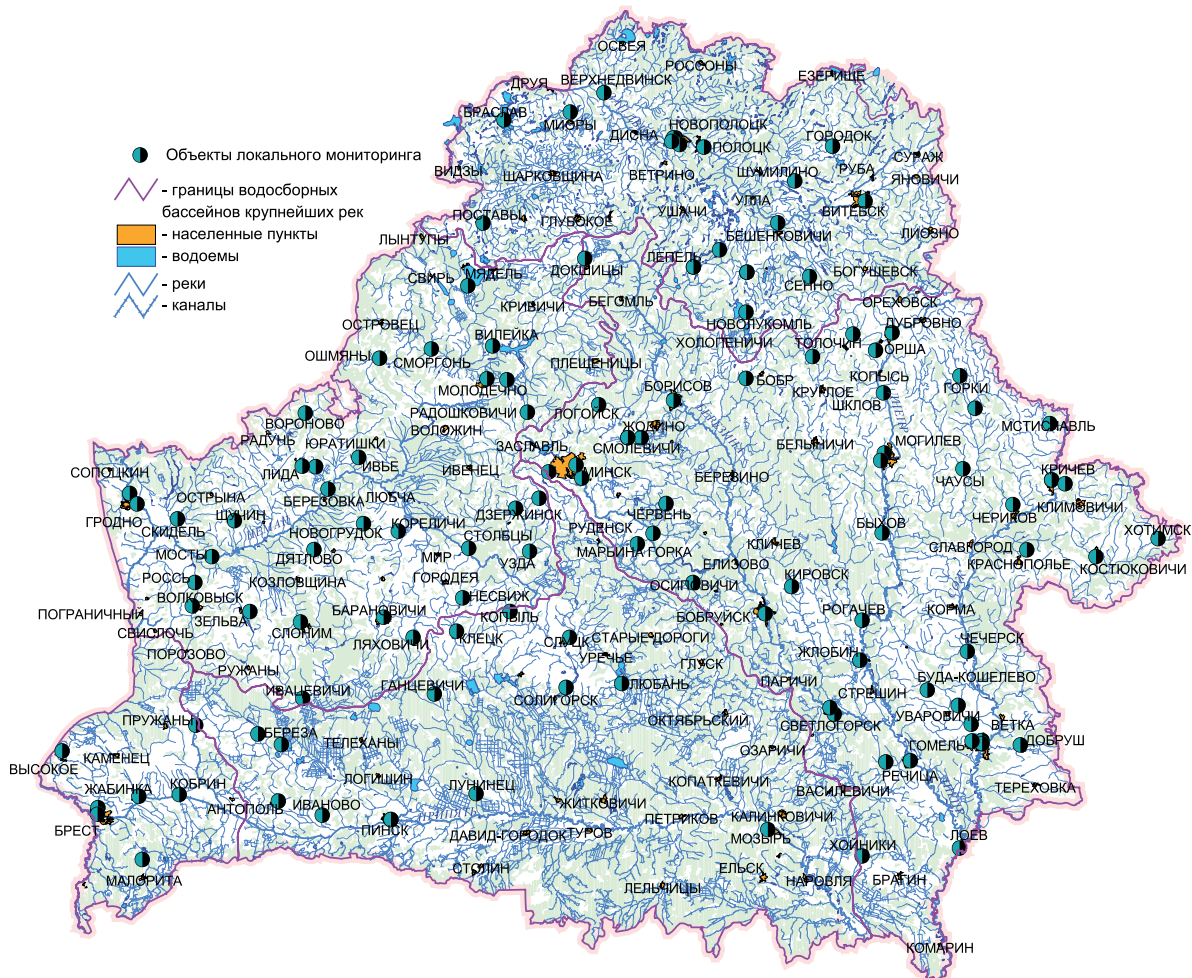 ОСВЕЯ
РОССОНЫ
ВЕРХНЕДВИНСК
ЕЗЕРИЩЕ
ДРУЯ
БРАСЛАВ
МИОРЫ
ДИСНА
НОВОПОЛОЦК
ПОЛОЦК
ГОРОДОК
СУРАЖ
Объекты локального мониторинга
ВИДЗЫ
ШАРКОВЩИНА
ВЕТРИНО
ШУМИЛИНО
РУБА
ЯНОВИЧИ
- границы водосборных
бассейнов крупнейших рек
- населенные пункты
- водоемы
- реки
- каналы
УЛЛА
ВИТЕБСК
ПОСТАВЫ
ГЛУБОКОЕ
УШАЧИ
БЕШЕНКОВИЧИ
ЛИОЗНО
ЛЫНТУПЫ
ЛЕПЕЛЬ
СВИРЬ
МЯДЕЛЬ
ДОКШИЦЫ
СЕННО
БОГУШЕВСК
КРИВИЧИ
БЕГОМЛЬ
ОРЕХОВСК
ОСТРОВЕЦ
НОВОЛУКОМЛЬ
ДУБРОВНО
ВИЛЕЙКА
ХОЛОПЕНИЧИ
ТОЛОЧИН
ОРША
ОШМЯНЫ
СМОРГОНЬ
ПЛЕЩЕНИЦЫ
МОЛОДЕЧНО
БОРИСОВ
БОБР
КОПЫСЬ
КРУГЛОЕ
ГОРКИ
ШКЛОВ
РАДОШКОВИЧИ
ЛОГОЙСК
ВОРОНОВО
ВОЛОЖИН
ЖОДИНО
МСТИСЛАВЛЬ
РАДУНЬ
ЮРАТИШКИ
ЗАСЛАВЛЬ
СМОЛЕВИЧИ
БЕЛЫНИЧИ
МОГИЛЕВ
СОПОЦКИН
ЛИДА
ИВЬЕ
ИВЕНЕЦ
МИНСК
БЕРЕЗИНО
ЧАУСЫ
КРИЧЕВ
ОСТРЫНА
БЕРЕЗОВКА
ЛЮБЧА
КЛИМОВИЧИ
ГРОДНО
СКИДЕЛЬ
ЩУЧИН
НОВОГРУДОК
КОРЕЛИЧИ
ДЗЕРЖИНСК
ЧЕРВЕНЬ
ЧЕРИКОВ
СТОЛБЦЫ
РУДЕНСК
БЫХОВ
ХОТИМСК
МОСТЫ
ДЯТЛОВО
МИР
УЗДА
МАРЬИНА ГОРКА
КЛИЧЕВ
СЛАВГОРОД
КРАСНОПОЛЬЕ
КОСТЮКОВИЧИ
РОССЬ
КОЗЛОВЩИНА
ГОРОДЕЯ
ЕЛИЗОВО
ОСИПОВИЧИ
КИРОВСК
ВОЛКОВЫСК
НЕСВИЖ
ПОГРАНИЧНЫЙ
ЗЕЛЬВА
БАРАНОВИЧИ
КОПЫЛЬ
БОБРУЙСК
РОГАЧЕВ
КОРМА
СВИСЛОЧЬ
СЛОНИМ
ЛЯХОВИЧИ
КЛЕЦК
СЛУЦК
СТАРЫЕ ДОРОГИ
ЧЕЧЕРСК
ПОРОЗОВО
УРЕЧЬЕ
ГЛУСК
ЖЛОБИН
РУЖАНЫ
БУДА-КОШЕЛЕВО
ИВАЦЕВИЧИ
ГАНЦЕВИЧИ
СОЛИГОРСК
ЛЮБАНЬ
ПАРИЧИ
СТРЕШИН
ПРУЖАНЫ
ОКТЯБРЬСКИЙ
СВЕТЛОГОРСК
УВАРОВИЧИ
ВЕТКА
БЕРЕЗА
ТЕЛЕХАНЫ
ГОМЕЛЬ
ДОБРУШ
ВЫСОКОЕ
КАМЕНЕЦ
ОЗАРИЧИ
ЛОГИШИН
РЕЧИЦА
ЖАБИНКА
КОБРИН
ЛУНИНЕЦ
КОПАТКЕВИЧИ
ВАСИЛЕВИЧИ
ТЕРЕХОВКА
АНТОПОЛЬ
ИВАНОВО
ЖИТКОВИЧИ
БРЕСТ
ПИНСК
ПРИПЯТЬ
ПЕТРИКОВ
КАЛИНКОВИЧИ
ДАВИД-ГОРОДОК
ТУРОВ
МОЗЫРЬ
ХОЙНИКИ
ЛОЕВ
МАЛОРИТА
СТОЛИН
ЛЕЛЬЧИЦЫ
ЕЛЬСК
НАРОВЛЯ
БРАГИН
КОМАРИН